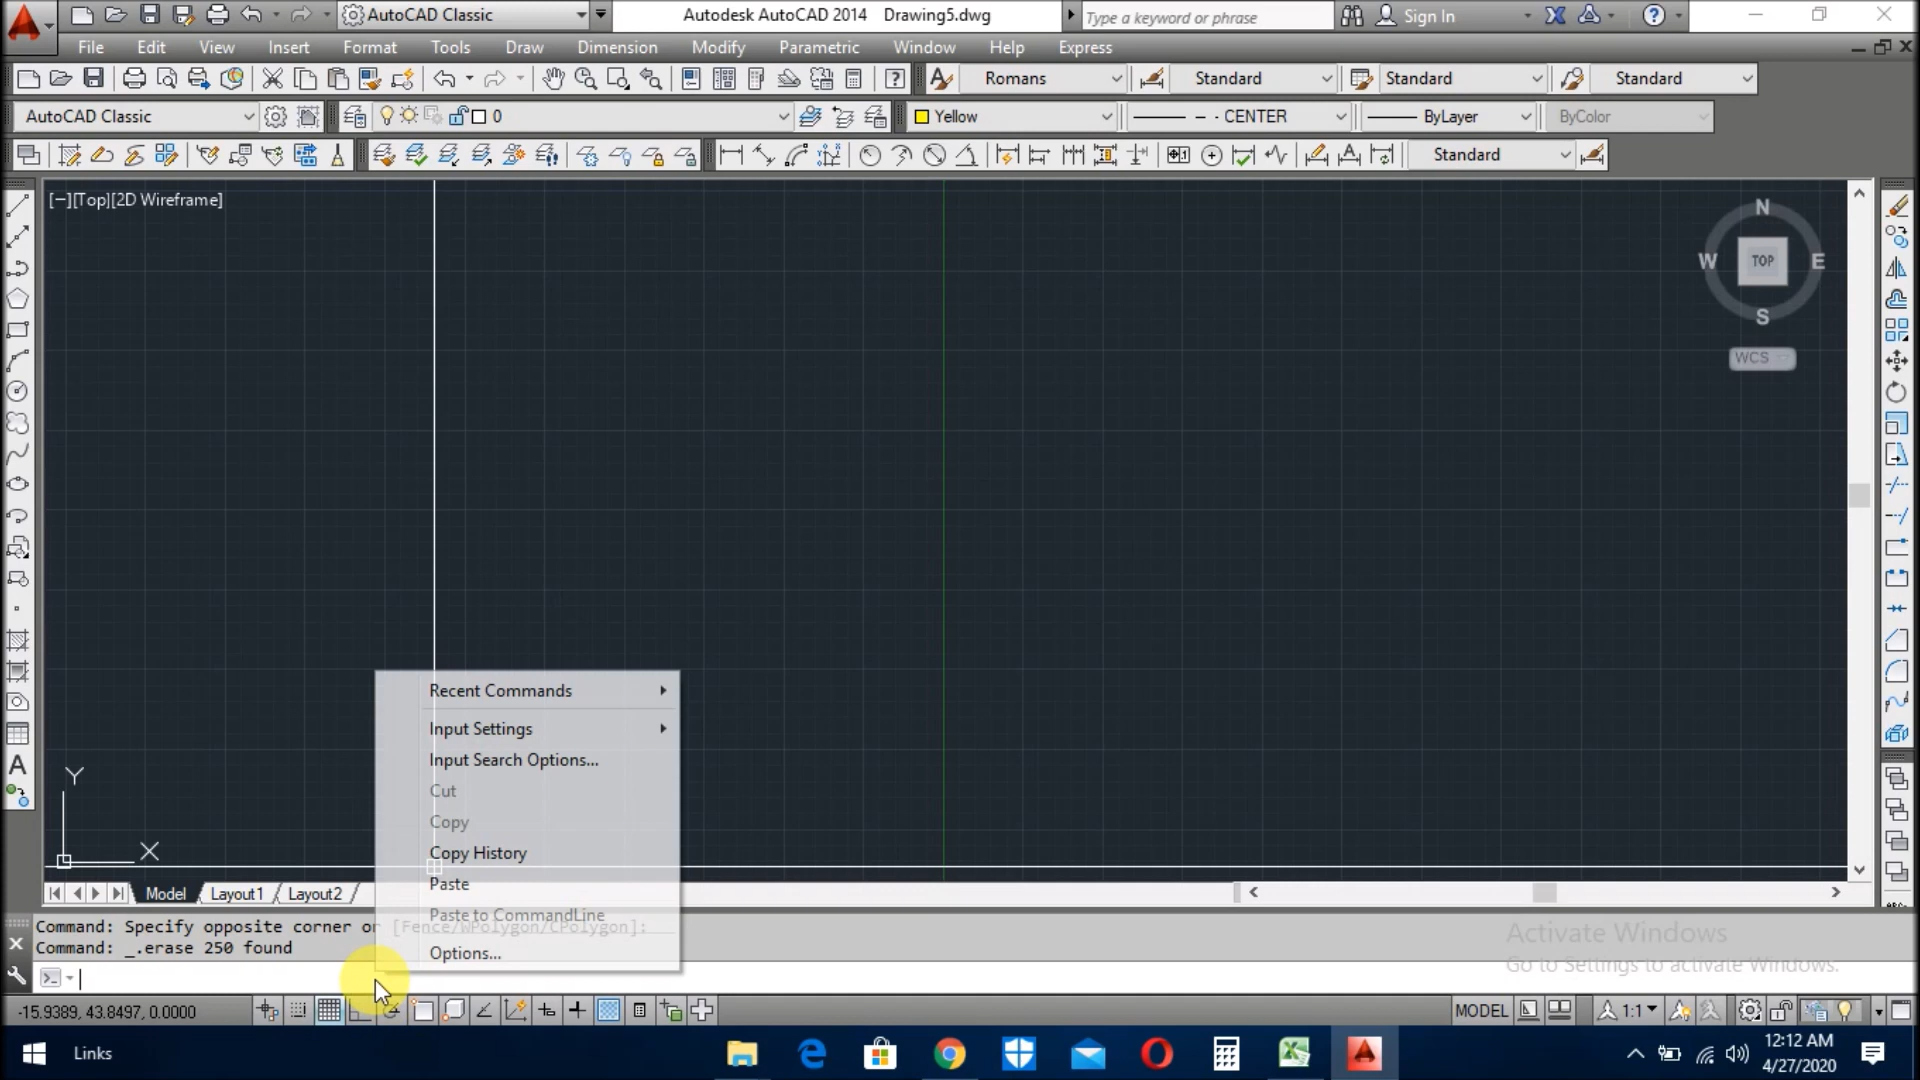 AutoCAD Classic
Autodesk AutoCAD 2014 Drawing5.dwg
Type a keyword or phrase
Sign In
File Edit View Insert Format Tools Draw Dimension Modify Parametric Window Help Express
Romans Standard Standard Standard
AutoCAD Classic 0 Yellow CENTER ByLayer ByColor
Standard
[−][Top][2D Wireframe]
N
W TOP E
S
WCS
Recent Commands
Input Settings
Input Search Options...
Cut
Copy
Copy History
Paste
Paste to CommandLine
Options...
Y
X
Model Layout1 Layout2
Command: Specify opposite corner or [Fence/WPolygon/CPolygon]:
Command: _.erase 250 found
Activate Windows
Go to Settings to activate Windows.
-15.9389, 43.8497, 0.0000
MODEL 1:1
Links
12:12 AM
4/27/2020